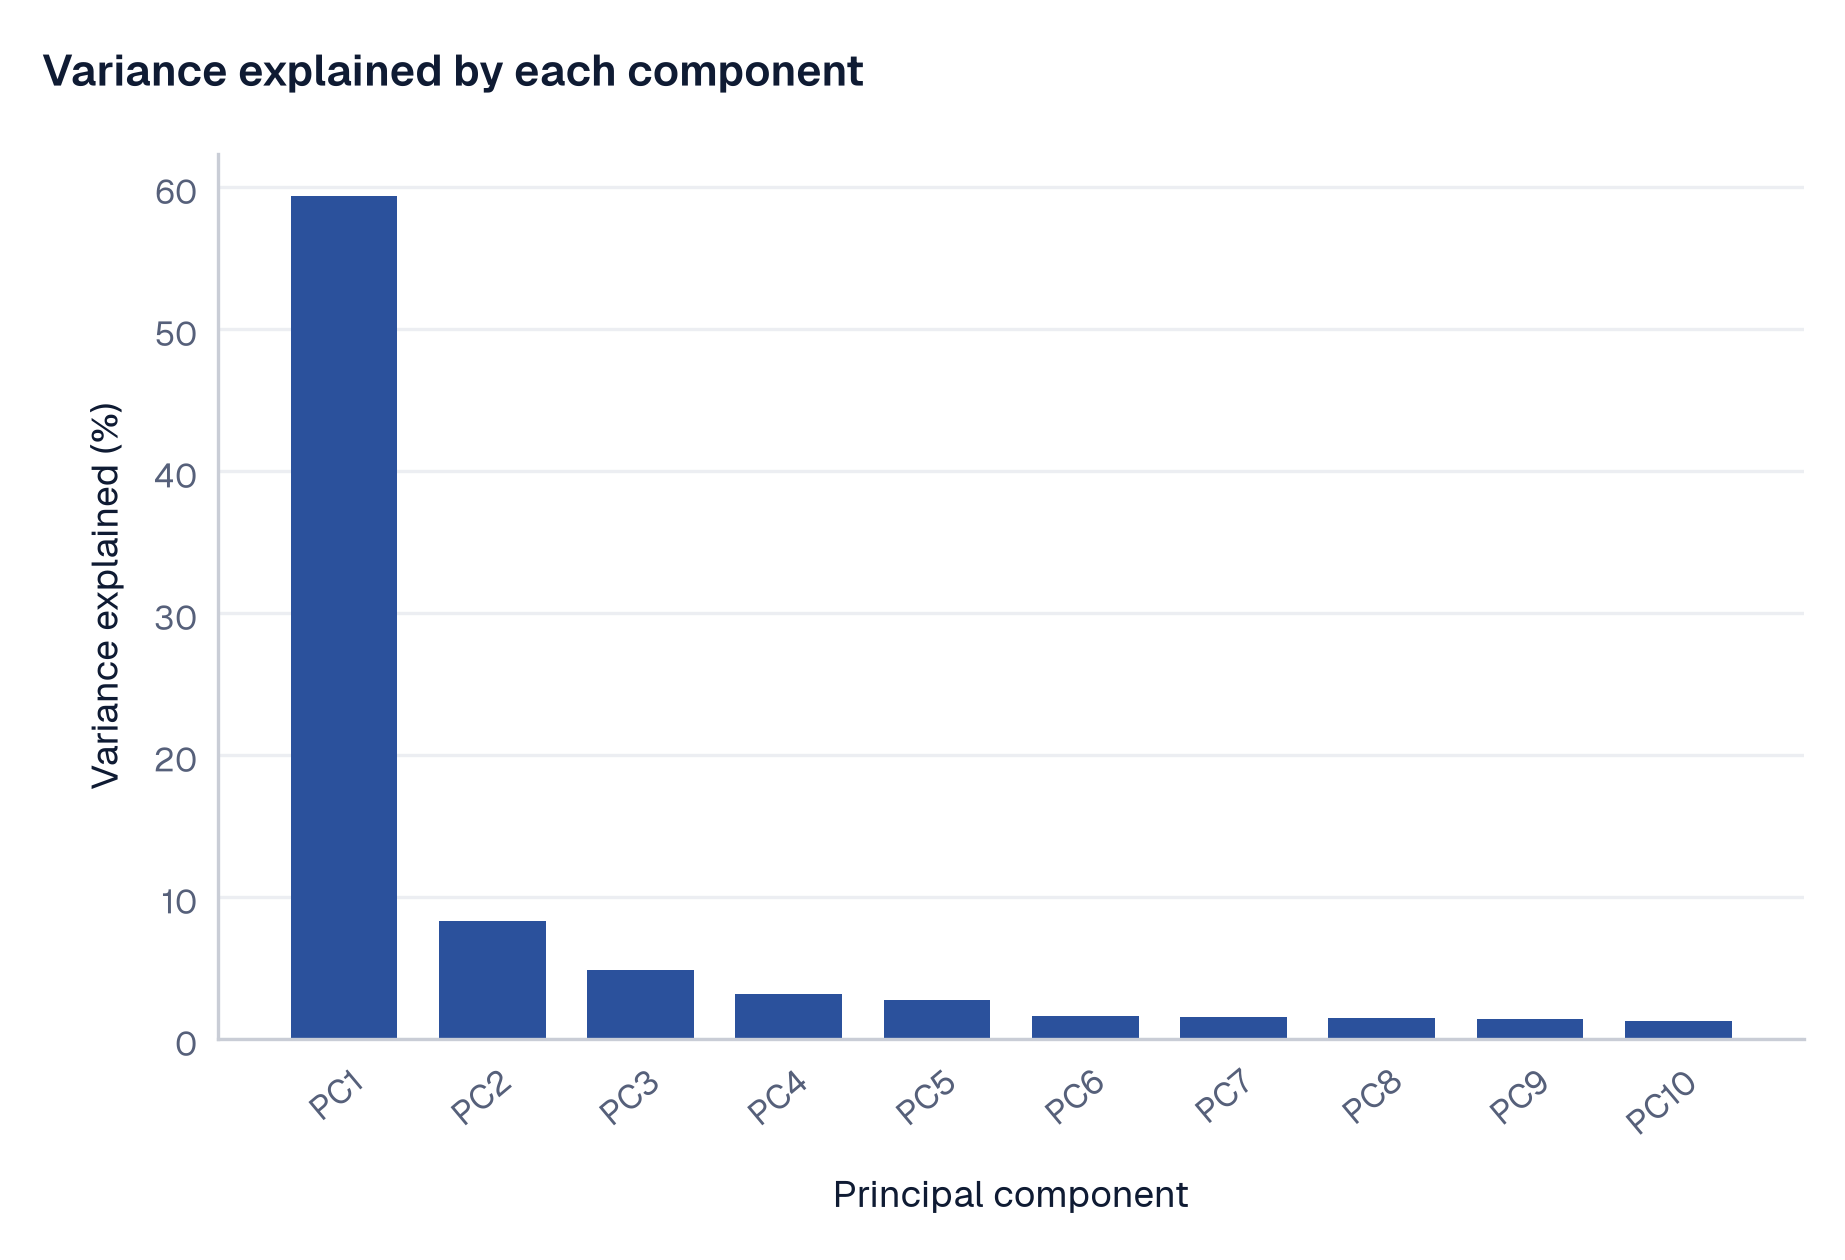 Variance explained by each component
Variance explained (%)
60
50
40
30
20
10
0
PC1
PC2
PC3
PC4
PC5
PC6
PC7
PC8
PC9
PC10
Principal component